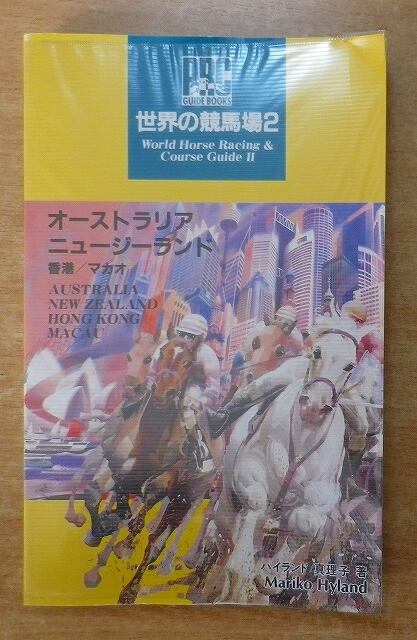 PRC
GUIDE BOOKS
世界の競馬場2
World Horse Racing &
Course Guide II
オーストラリア
ニュージーランド
香港／マカオ
AUSTRALIA
NEW ZEALAND
HONG KONG
MACAU
ハイランド 真理子 著
Mariko Hyland